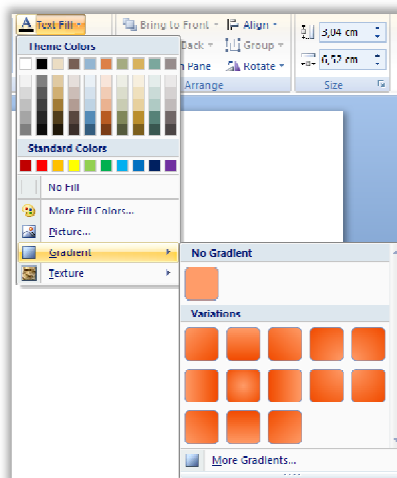 Text Fill
Bring to Front
Align
3,04 cm
Back
Group
Pane
Rotate
6,52 cm
Arrange
Size
Theme Colors
Standard Colors
No Fill
More Fill Colors...
Picture...
Gradient
Texture
No Gradient
Variations
More Gradients...